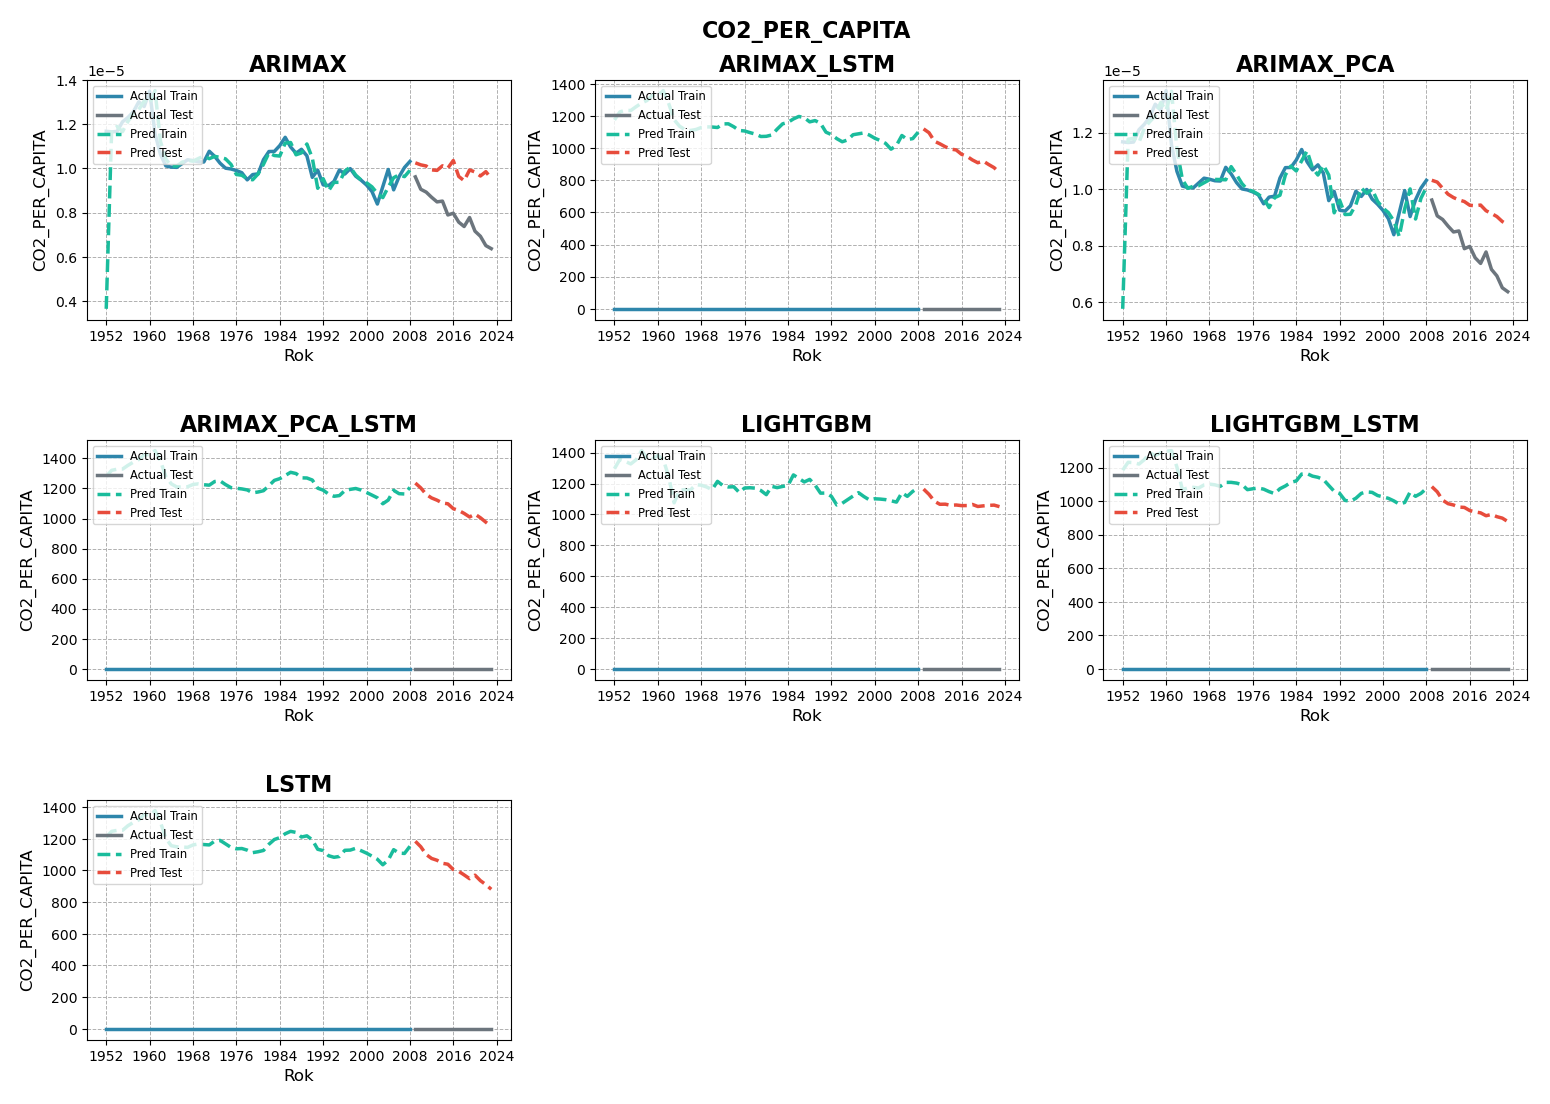 CO2_PER_CAPITA
ARIMAX
1e−5
CO2_PER_CAPITA
1.4
1.2
1.0
0.8
0.6
0.4
Actual Train
Actual Test
Pred Train
Pred Test
1952 1960 1968 1976 1984 1992 2000 2008 2016 2024
Rok
ARIMAX_LSTM
CO2_PER_CAPITA
1400
1200
1000
800
600
400
200
0
Actual Train
Actual Test
Pred Train
Pred Test
1952 1960 1968 1976 1984 1992 2000 2008 2016 2024
Rok
ARIMAX_PCA
1e−5
CO2_PER_CAPITA
1.2
1.0
0.8
0.6
Actual Train
Actual Test
Pred Train
Pred Test
1952 1960 1968 1976 1984 1992 2000 2008 2016 2024
Rok
ARIMAX_PCA_LSTM
CO2_PER_CAPITA
1400
1200
1000
800
600
400
200
0
Actual Train
Actual Test
Pred Train
Pred Test
1952 1960 1968 1976 1984 1992 2000 2008 2016 2024
Rok
LIGHTGBM
CO2_PER_CAPITA
1400
1200
1000
800
600
400
200
0
Actual Train
Actual Test
Pred Train
Pred Test
1952 1960 1968 1976 1984 1992 2000 2008 2016 2024
Rok
LIGHTGBM_LSTM
CO2_PER_CAPITA
1200
1000
800
600
400
200
0
Actual Train
Actual Test
Pred Train
Pred Test
1952 1960 1968 1976 1984 1992 2000 2008 2016 2024
Rok
LSTM
CO2_PER_CAPITA
1400
1200
1000
800
600
400
200
0
Actual Train
Actual Test
Pred Train
Pred Test
1952 1960 1968 1976 1984 1992 2000 2008 2016 2024
Rok